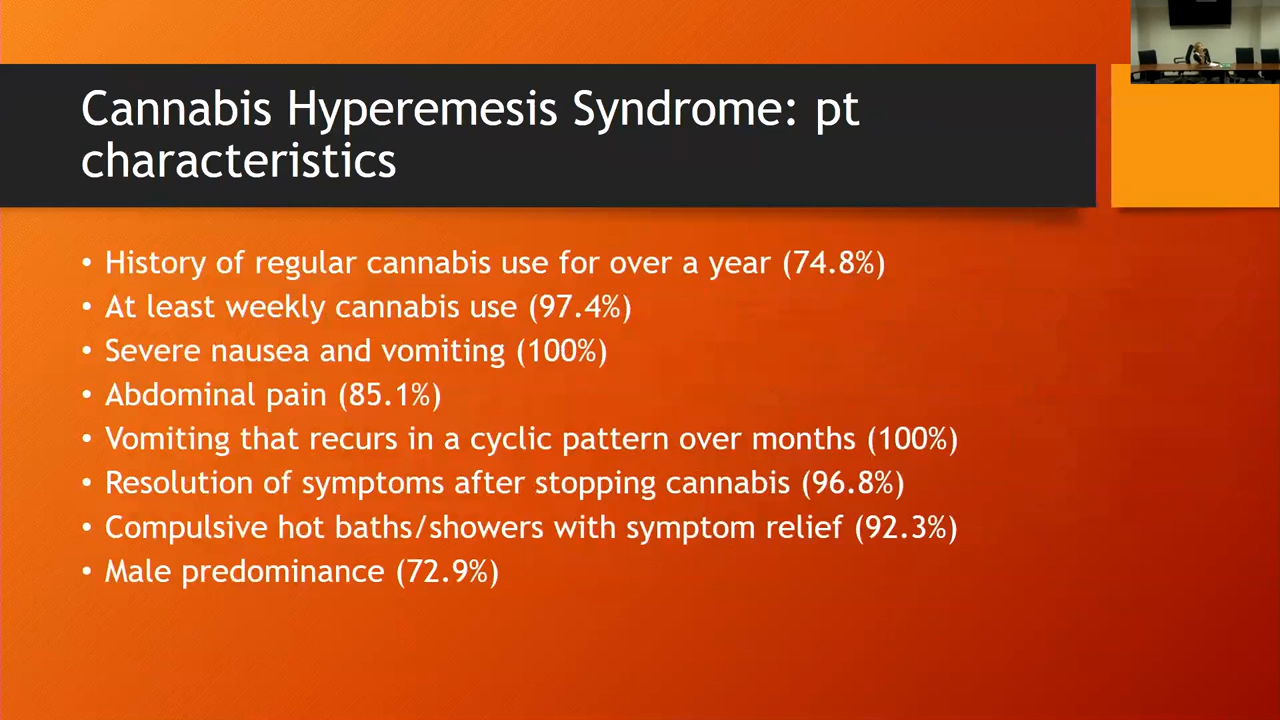 Cannabis Hyperemesis Syndrome: pt
characteristics
• History of regular cannabis use for over a year (74.8%)
• At least weekly cannabis use (97.4%)
• Severe nausea and vomiting (100%)
• Abdominal pain (85.1%)
• Vomiting that recurs in a cyclic pattern over months (100%)
• Resolution of symptoms after stopping cannabis (96.8%)
• Compulsive hot baths/showers with symptom relief (92.3%)
• Male predominance (72.9%)